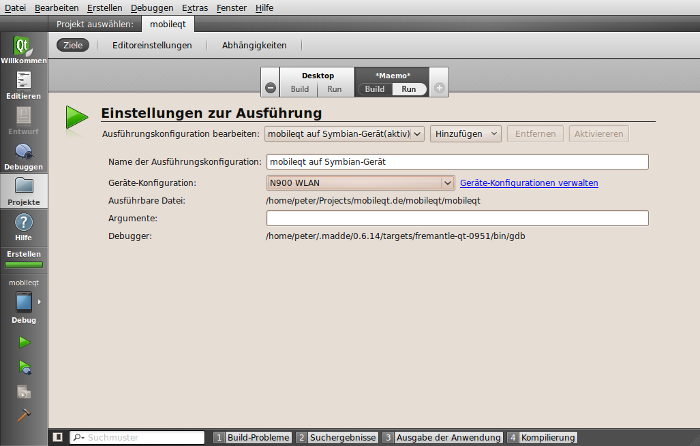 Datei Bearbeiten Erstellen Debuggen Extras Fenster Hilfe
Projekt auswählen: mobileqt
Ziele Editoreinstellungen Abhängigkeiten
Qt
Willkommen
Editieren
Entwurf
Debuggen
Projekte
Hilfe
Erstellen
mobileqt
Debug
Desktop
Build Run
*Maemo*
Build Run
Einstellungen zur Ausführung
Ausführungskonfiguration bearbeiten: mobileqt auf Symbian-Gerät(aktiv) Hinzufügen Entfernen Aktiviereren
Name der Ausführungskonfiguration: mobileqt auf Symbian-Gerät
Geräte-Konfiguration: N900 WLAN Geräte-Konfigurationen verwalten
Ausführbare Datei: /home/peter/Projects/mobileqt.de/mobileqt/mobileqt
Argumente:
Debugger: /home/peter/.madde/0.6.14/targets/fremantle-qt-0951/bin/gdb
Suchmuster 1 Build-Probleme 2 Suchergebnisse 3 Ausgabe der Anwendung 4 Kompilierung